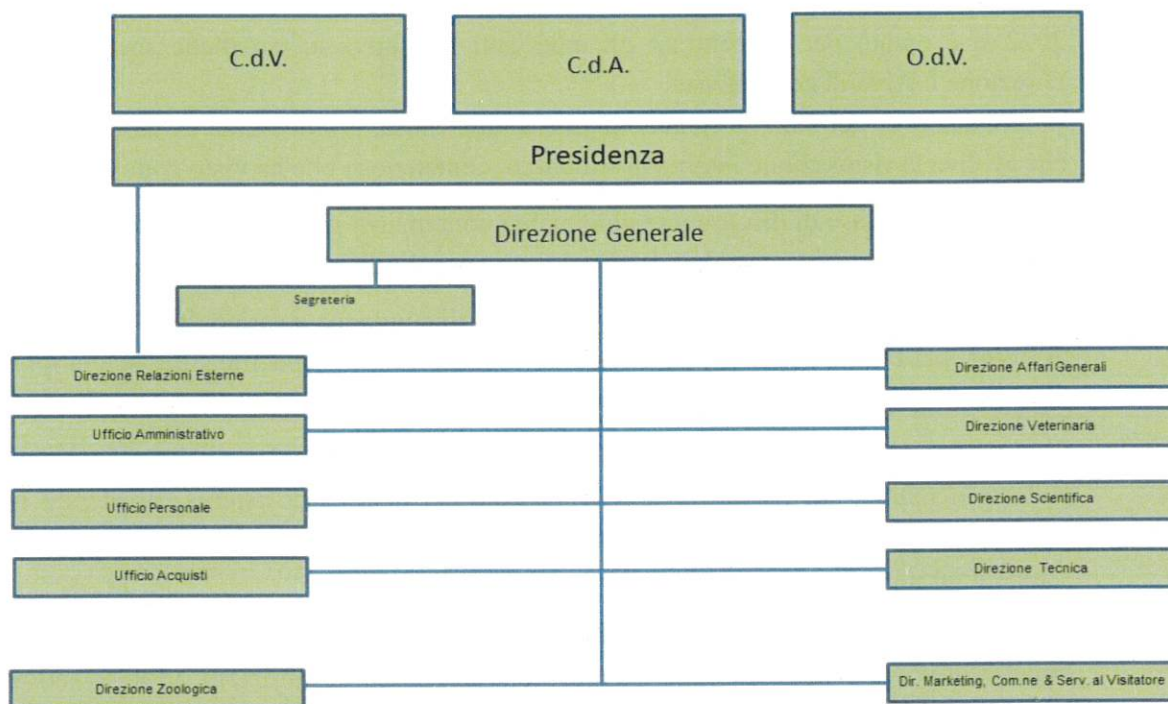 C.d.V.
C.d.A.
O.d.V.
Presidenza
Direzione Generale
Segreteria
Direzione Relazioni Esterne
Direzione Affari Generali
Ufficio Amministrativo
Direzione Veterinaria
Ufficio Personale
Direzione Scientifica
Ufficio Acquisti
Direzione Tecnica
Direzione Zoologica
Dir. Marketing, Com.ne & Serv. al Visitatore